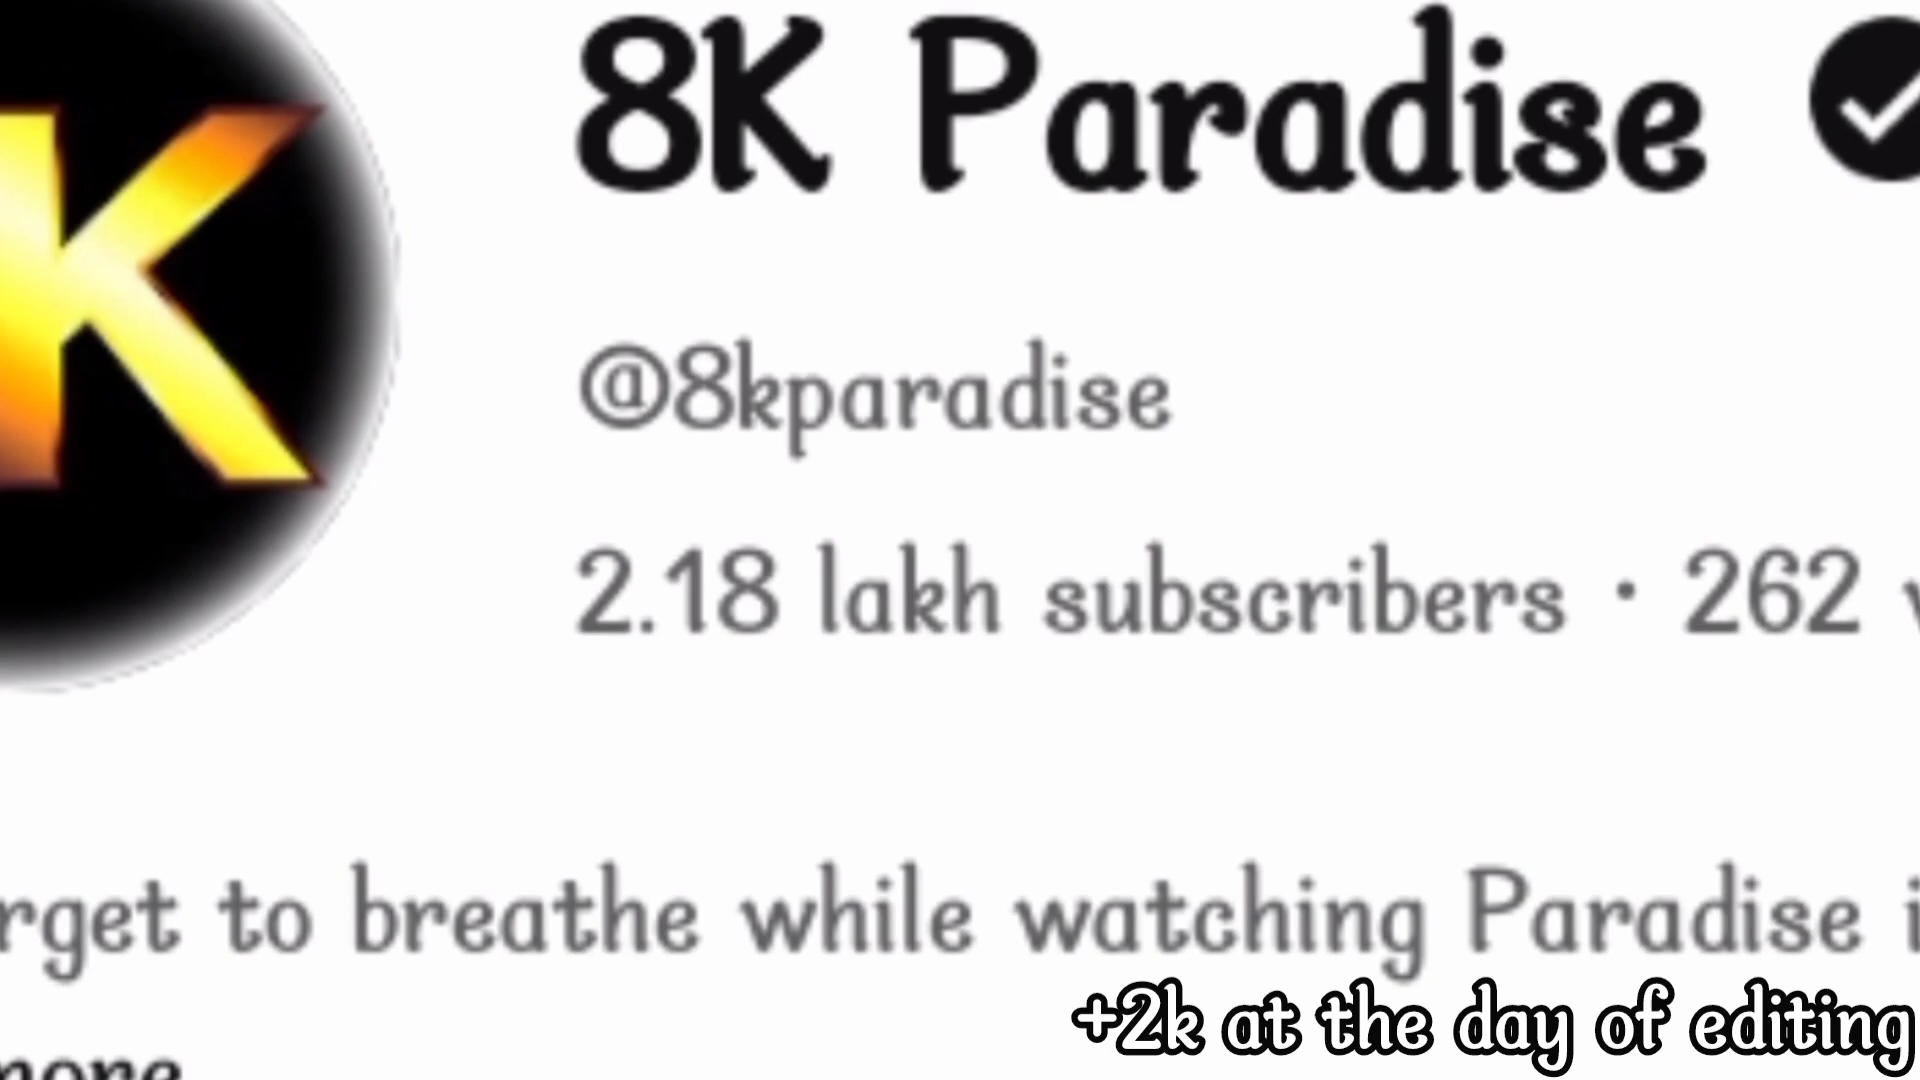 K
8K Paradise
@8kparadise
2.18 lakh subscribers · 262
to breathe while watching Paradise
+2k at the day of editing